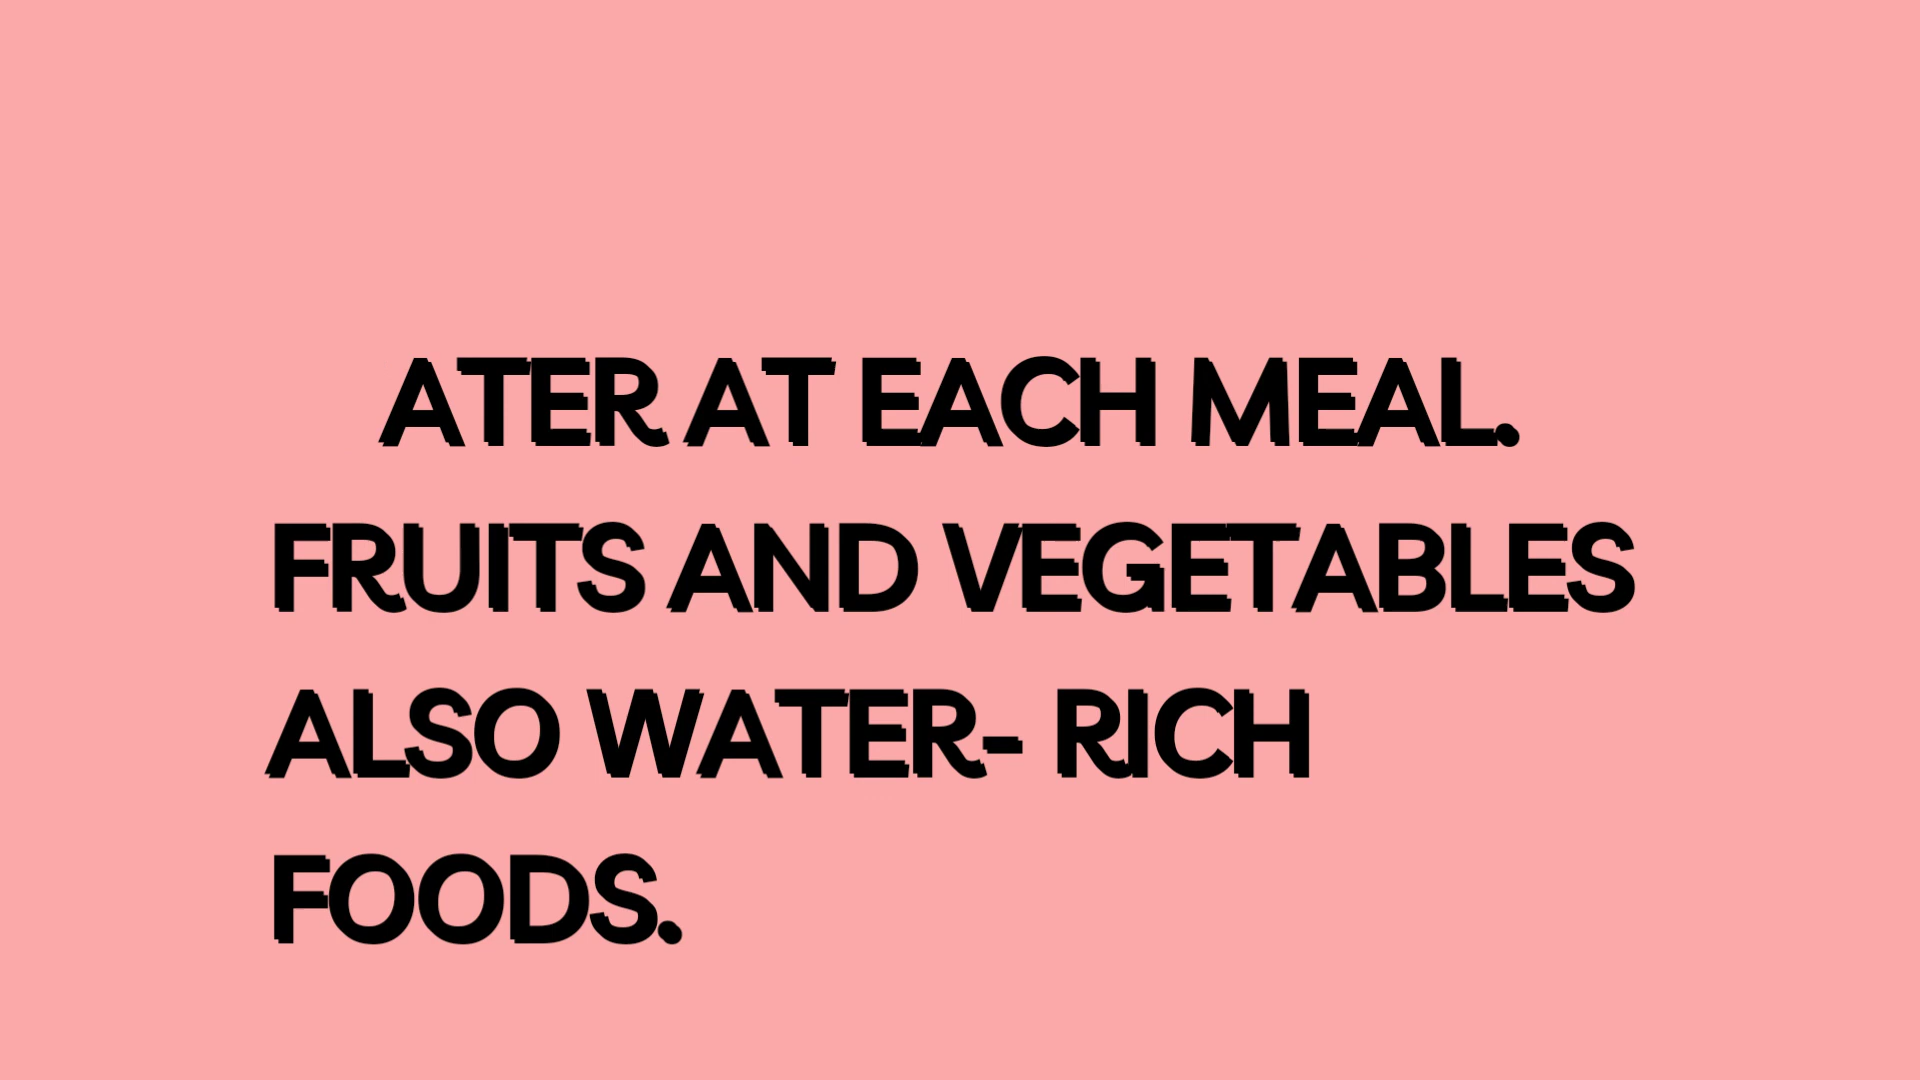 ATER AT EACH MEAL.
FRUITS AND VEGETABLES
ALSO WATER- RICH
FOODS.